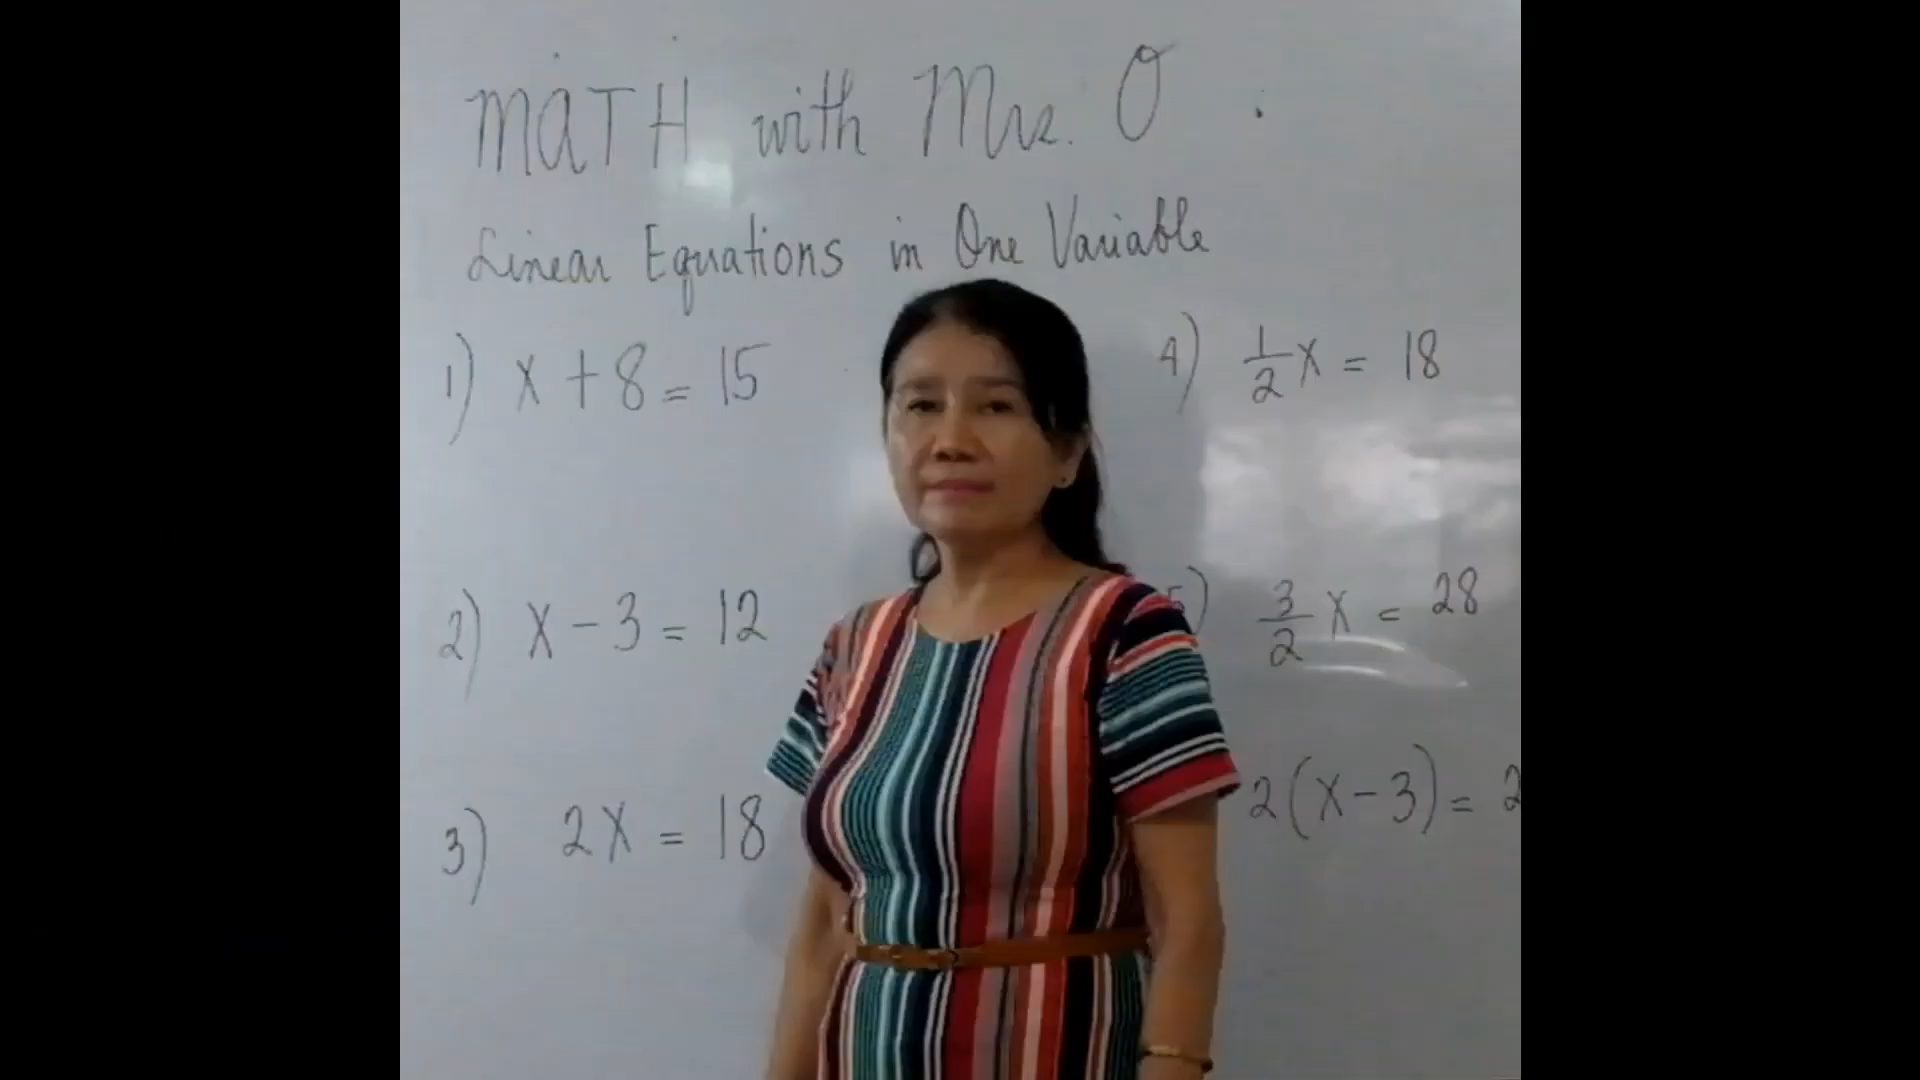 MATH with Mrs. O
Linear Equations in One Variable
1) x + 8 = 15
2) x - 3 = 12
3) 2x = 18
4) 1/2 x = 18
5) 3/2 x = 28
2(x - 3) =